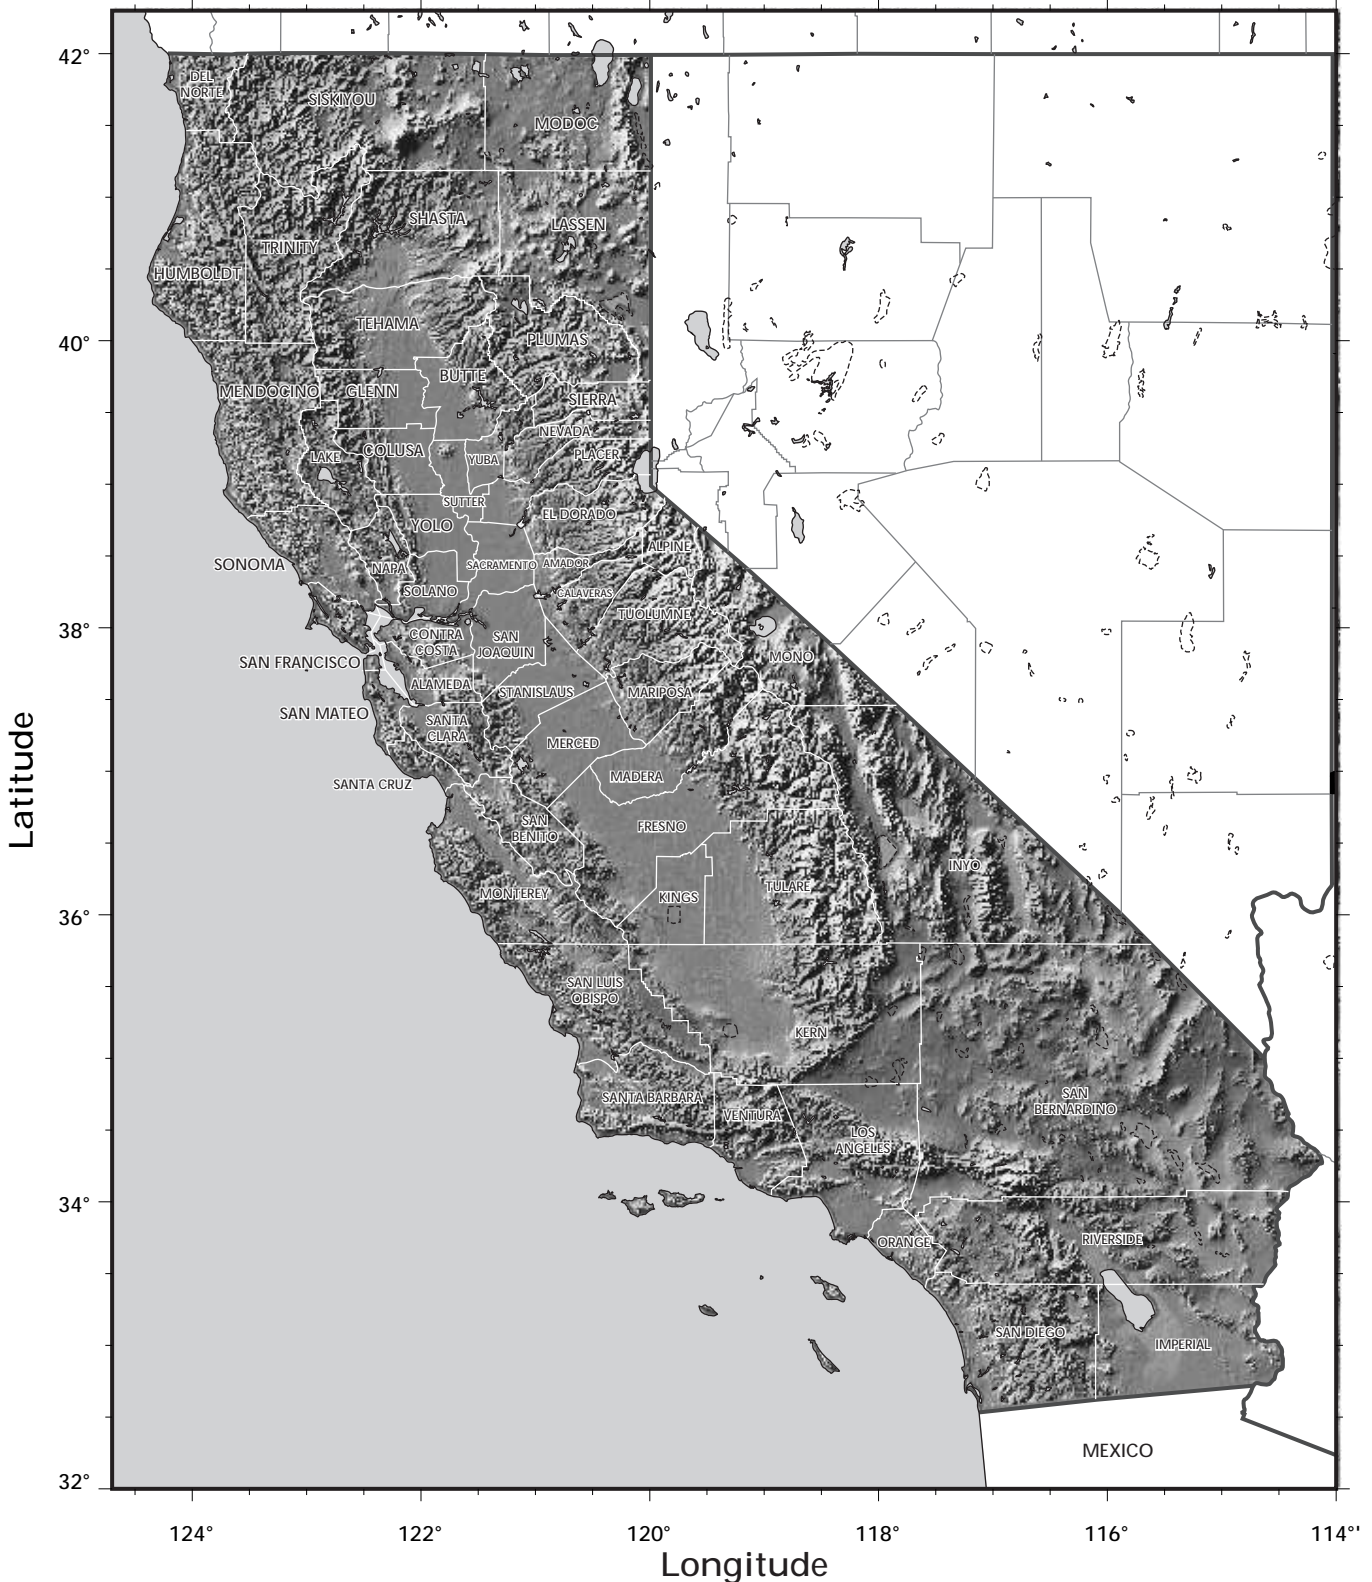 42°
DEL
NORTE
SISKIYOU
MODOC
SHASTA
LASSEN
TRINITY
HUMBOLDT
TEHAMA
PLUMAS
40°
BUTTE
MENDOCINO
GLENN
SIERRA
NEVADA
COLUSA
PLACER
LAKE
YUBA
SUTTER
EL DORADO
YOLO
ALPINE
SONOMA
NAPA
SACRAMENTO
AMADOR
SOLANO
CALAVERAS
TUOLUMNE
38°
CONTRA
COSTA
SAN
JOAQUIN
MONO
SAN FRANCISCO
ALAMEDA
STANISLAUS
MARIPOSA
SAN MATEO
SANTA
CLARA
MERCED
MADERA
SANTA CRUZ
SAN
BENITO
FRESNO
INYO
MONTEREY
KINGS
TULARE
36°
SAN LUIS
OBISPO
KERN
SANTA BARBARA
VENTURA
SAN
BERNARDINO
LOS
ANGELES
34°
ORANGE
RIVERSIDE
SAN DIEGO
IMPERIAL
MEXICO
32°
Latitude
124°
122°
120°
118°
116°
114°'
Longitude